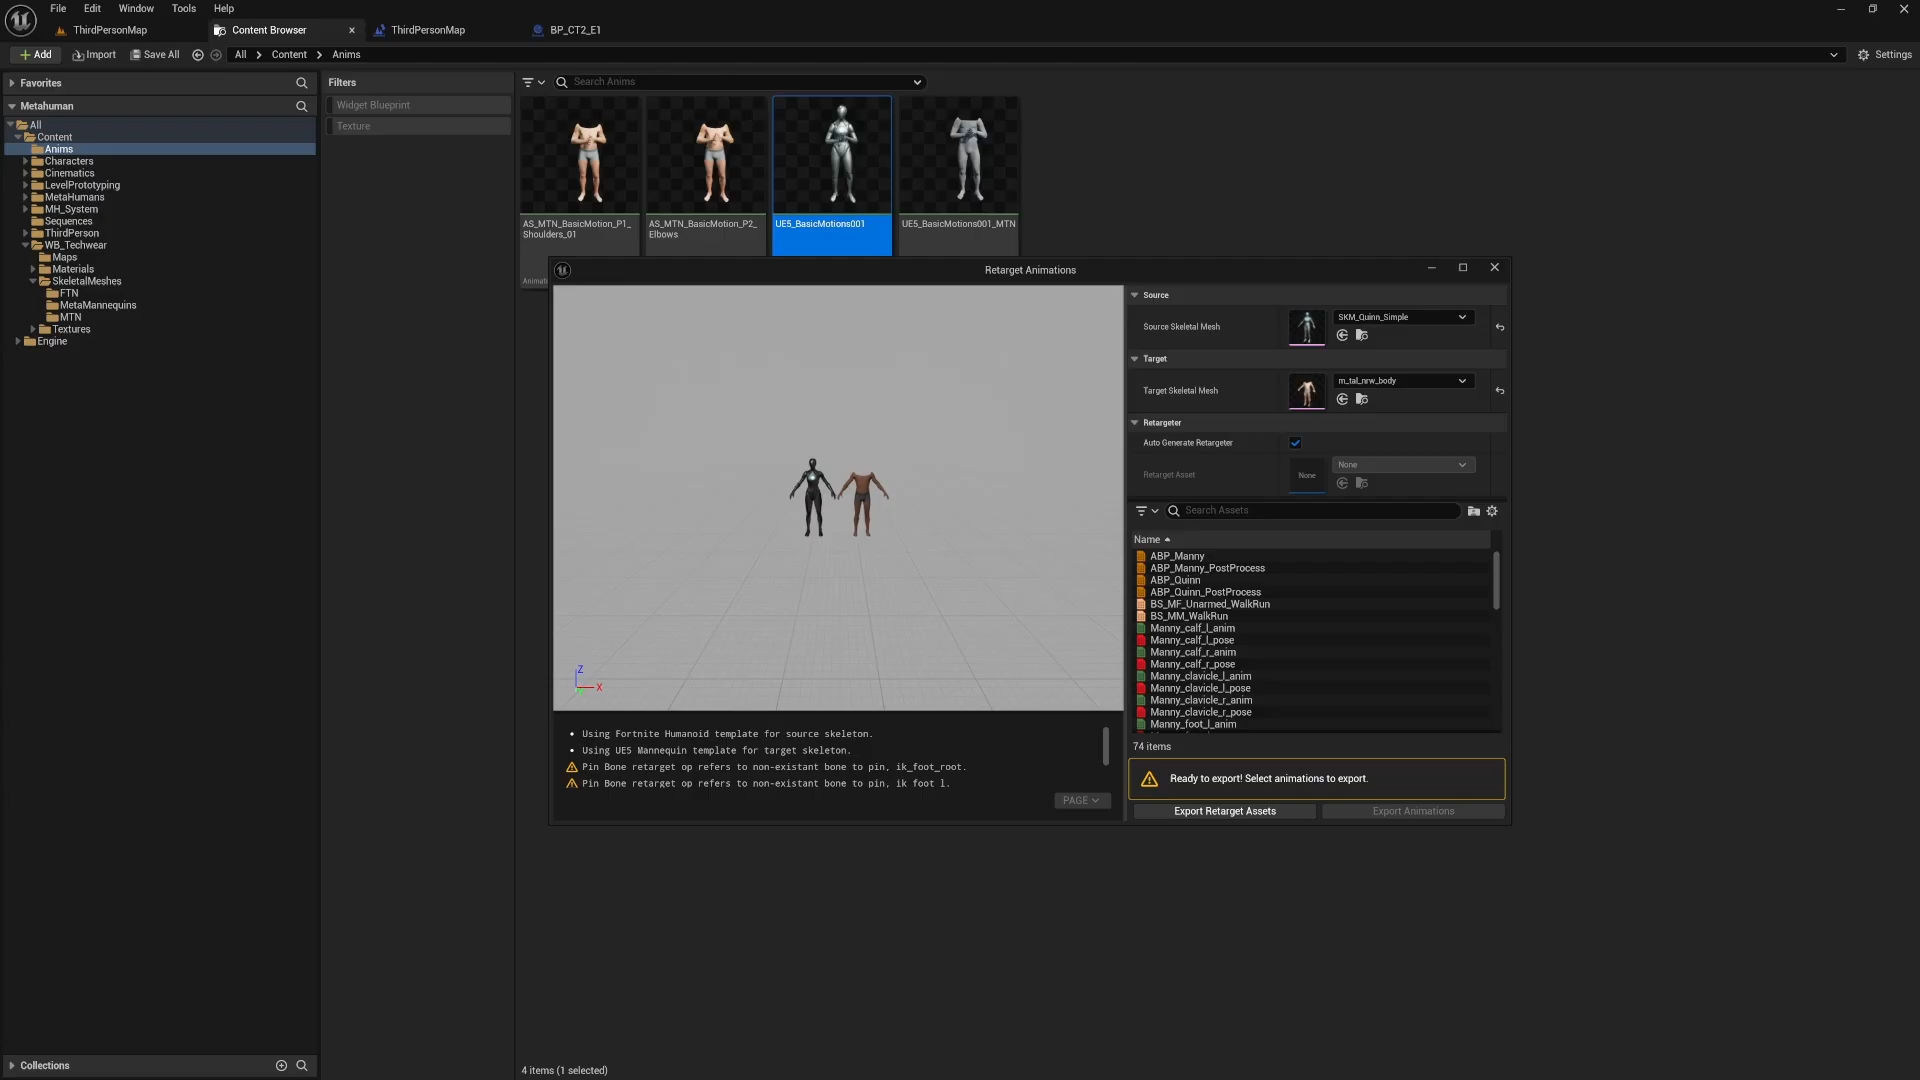 File Edit Window Tools Help
ThirdPersonMap
Content Browser
ThirdPersonMap
BP_CT2_E1
Add
Import
Save All
All
Content
Anims
Settings
Favorites
Metahuman
All
Content
Anims
Characters
Cinematics
LevelPrototyping
MetaHumans
MH_System
Sequences
ThirdPerson
WB_Techwear
Maps
Materials
SkeletalMeshes
FTN
MetaMannequins
MTN
Textures
Engine
Collections
Filters
Widget Blueprint
Texture
Search Anims
AS_MTN_BasicMotion_P1_
Shoulders_01
AS_MTN_BasicMotion_P2_
Elbows
UE5_BasicMotions001
UE5_BasicMotions001_MTN
Animati
Retarget Animations
Z
X
Using Fortnite Humanoid template for source skeleton.
Using UE5 Mannequin template for target skeleton.
Pin Bone retarget op refers to non-existant bone to pin, ik_foot_root.
Pin Bone retarget op refers to non-existant bone to pin, ik foot l.
PAGE
Source
Source Skeletal Mesh
SKM_Quinn_Simple
Target
Target Skeletal Mesh
m_tal_nrw_body
Retargeter
Auto Generate Retargeter
Retarget Asset
None
None
Search Assets
Name
ABP_Manny
ABP_Manny_PostProcess
ABP_Quinn
ABP_Quinn_PostProcess
BS_MF_Unarmed_WalkRun
BS_MM_WalkRun
Manny_calf_l_anim
Manny_calf_l_pose
Manny_calf_r_anim
Manny_calf_r_pose
Manny_clavicle_l_anim
Manny_clavicle_l_pose
Manny_clavicle_r_anim
Manny_clavicle_r_pose
Manny_foot_l_anim
74 items
Ready to export! Select animations to export.
Export Retarget Assets
Export Animations
4 items (1 selected)